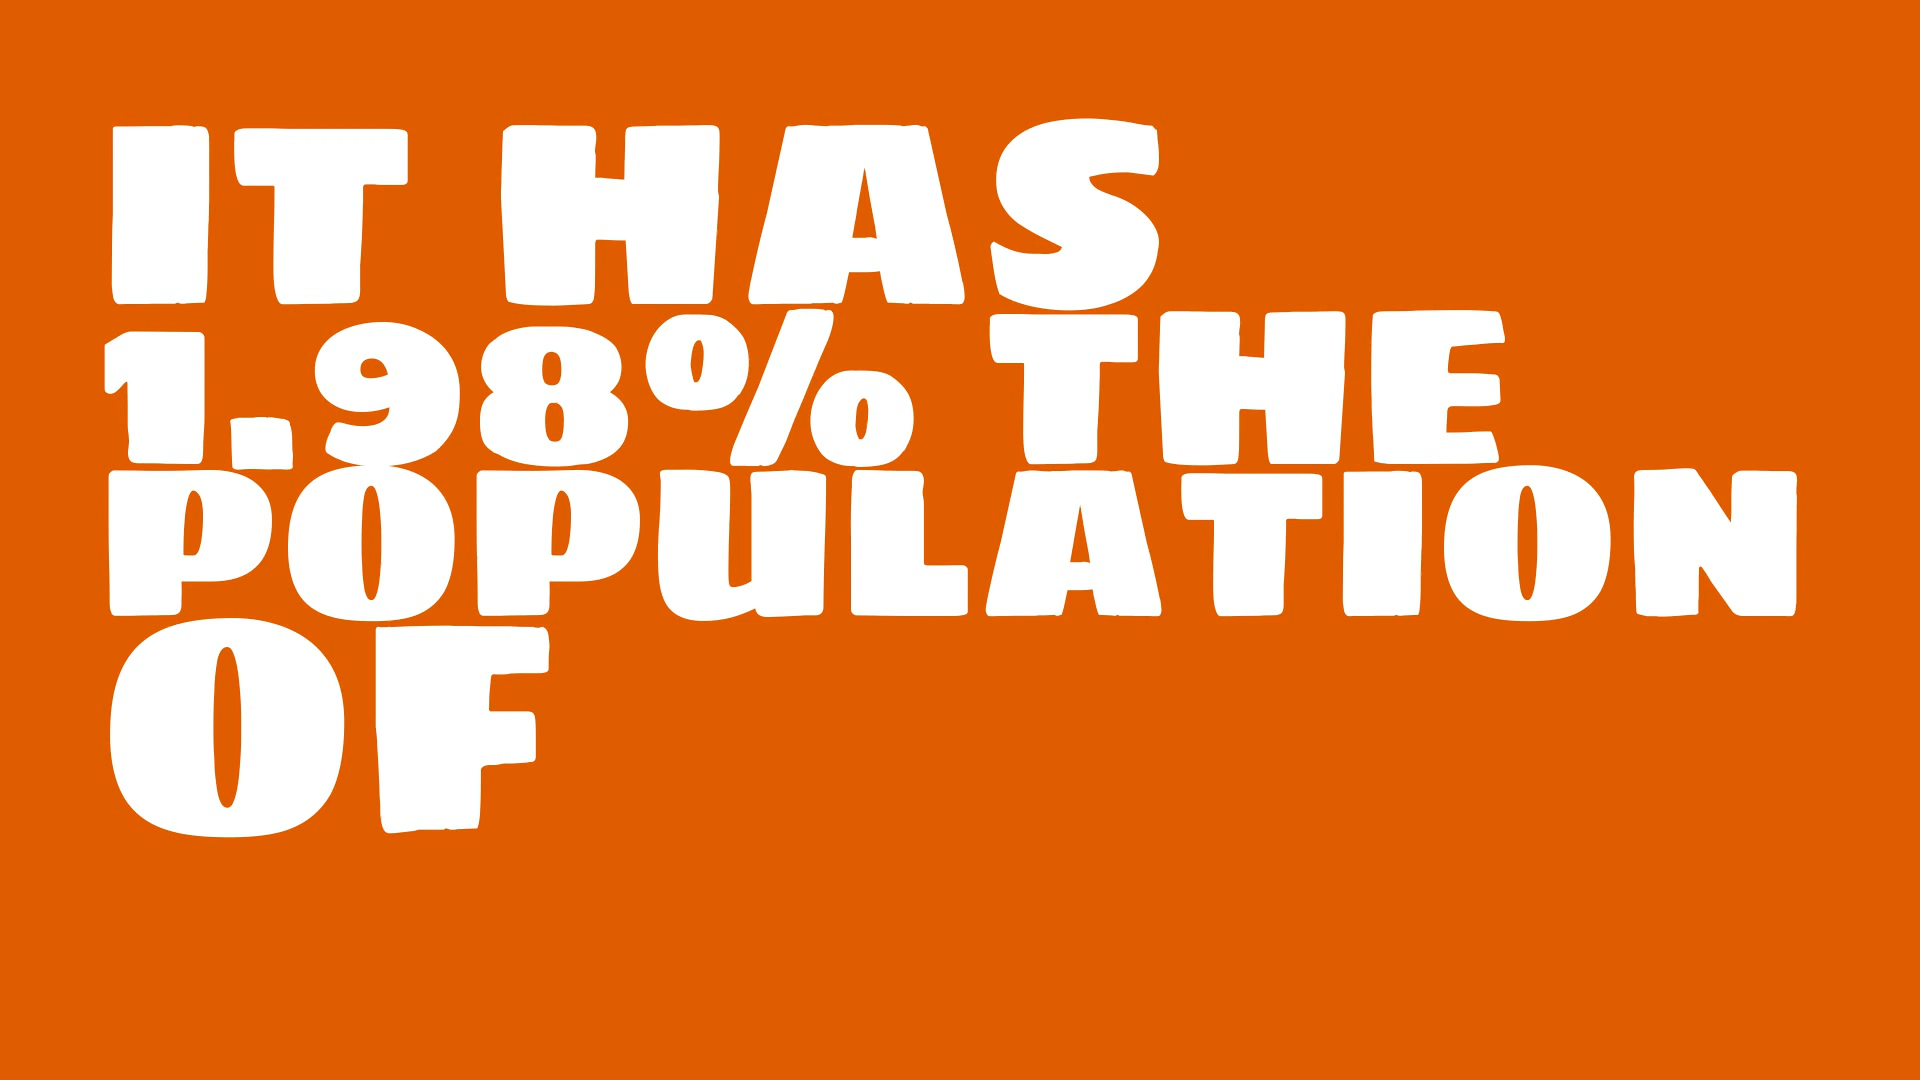 IT HAS
1.98% THE
POPULATION
OF